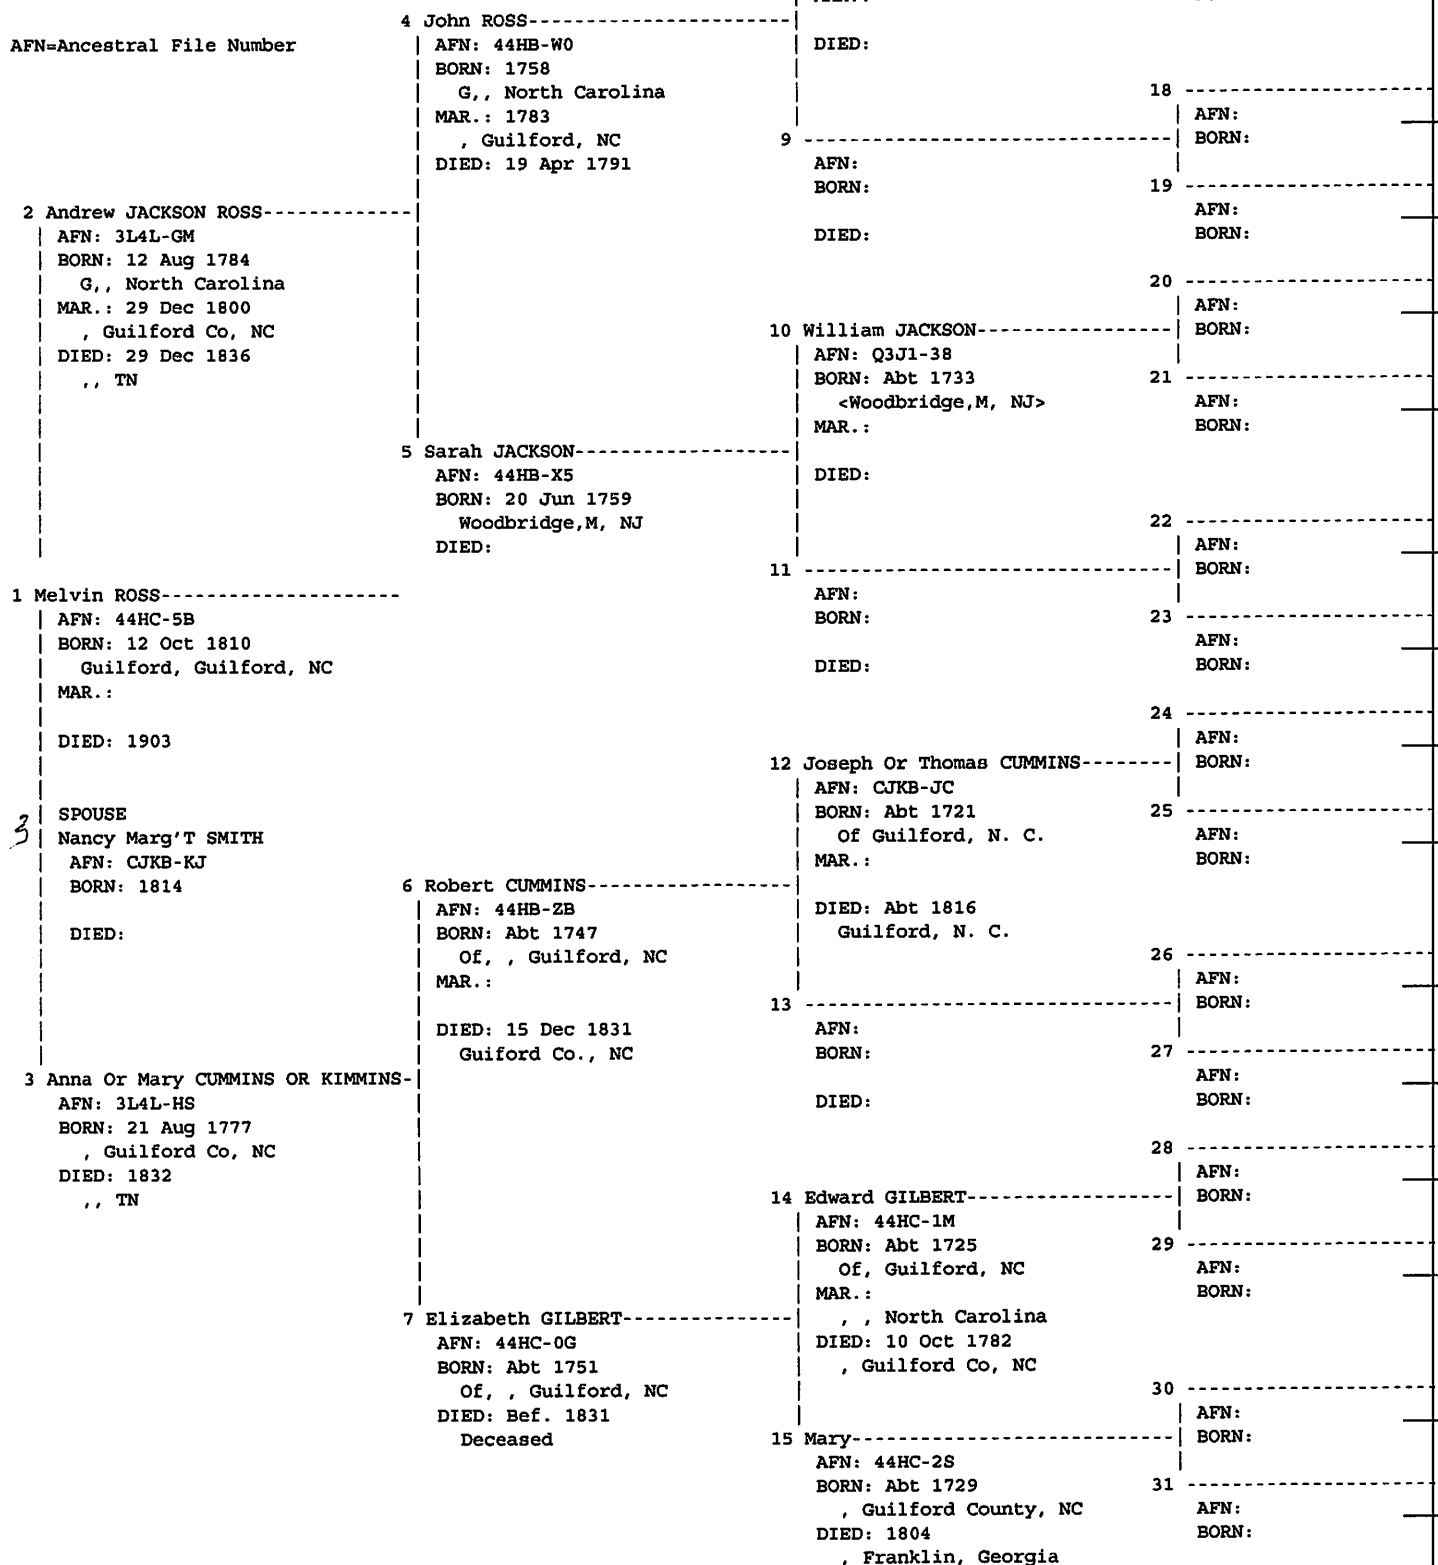 4 John ROSS
AFN=Ancestral File Number
AFN: 44HB-W0
BORN: 1758
G,, North Carolina
MAR.: 1783
, Guilford, NC
DIED: 19 Apr 1791
DIED:
18
AFN:
BORN:
9
AFN:
BORN:
DIED:
19
AFN:
BORN:
2 Andrew JACKSON ROSS
AFN: 3L4L-GM
BORN: 12 Aug 1784
G,, North Carolina
MAR.: 29 Dec 1800
, Guilford Co, NC
DIED: 29 Dec 1836
,, TN
20
AFN:
BORN:
10 William JACKSON
AFN: Q3J1-38
BORN: Abt 1733
<Woodbridge,M, NJ>
MAR.:
DIED:
21
AFN:
BORN:
5 Sarah JACKSON
AFN: 44HB-X5
BORN: 20 Jun 1759
Woodbridge,M, NJ
DIED:
22
AFN:
BORN:
11
AFN:
BORN:
DIED:
23
AFN:
BORN:
1 Melvin ROSS
AFN: 44HC-5B
BORN: 12 Oct 1810
Guilford, Guilford, NC
MAR.:
DIED: 1903
SPOUSE
3
Nancy Marg'T SMITH
AFN: CJKB-KJ
BORN: 1814
DIED:
24
AFN:
BORN:
12 Joseph Or Thomas CUMMINS
AFN: CJKB-JC
BORN: Abt 1721
Of Guilford, N. C.
MAR.:
DIED: Abt 1816
Guilford, N. C.
25
AFN:
BORN:
6 Robert CUMMINS
AFN: 44HB-ZB
BORN: Abt 1747
Of, , Guilford, NC
MAR.:
DIED: 15 Dec 1831
Guiford Co., NC
26
AFN:
BORN:
13
AFN:
BORN:
DIED:
27
AFN:
BORN:
3 Anna Or Mary CUMMINS OR KIMMINS
AFN: 3L4L-HS
BORN: 21 Aug 1777
, Guilford Co, NC
DIED: 1832
,, TN
28
AFN:
BORN:
14 Edward GILBERT
AFN: 44HC-1M
BORN: Abt 1725
Of, Guilford, NC
MAR.:
, , North Carolina
DIED: 10 Oct 1782
, Guilford Co, NC
29
AFN:
BORN:
7 Elizabeth GILBERT
AFN: 44HC-0G
BORN: Abt 1751
Of, , Guilford, NC
DIED: Bef. 1831
Deceased
30
AFN:
BORN:
15 Mary
AFN: 44HC-2S
BORN: Abt 1729
, Guilford County, NC
DIED: 1804
, Franklin, Georgia
31
AFN:
BORN: